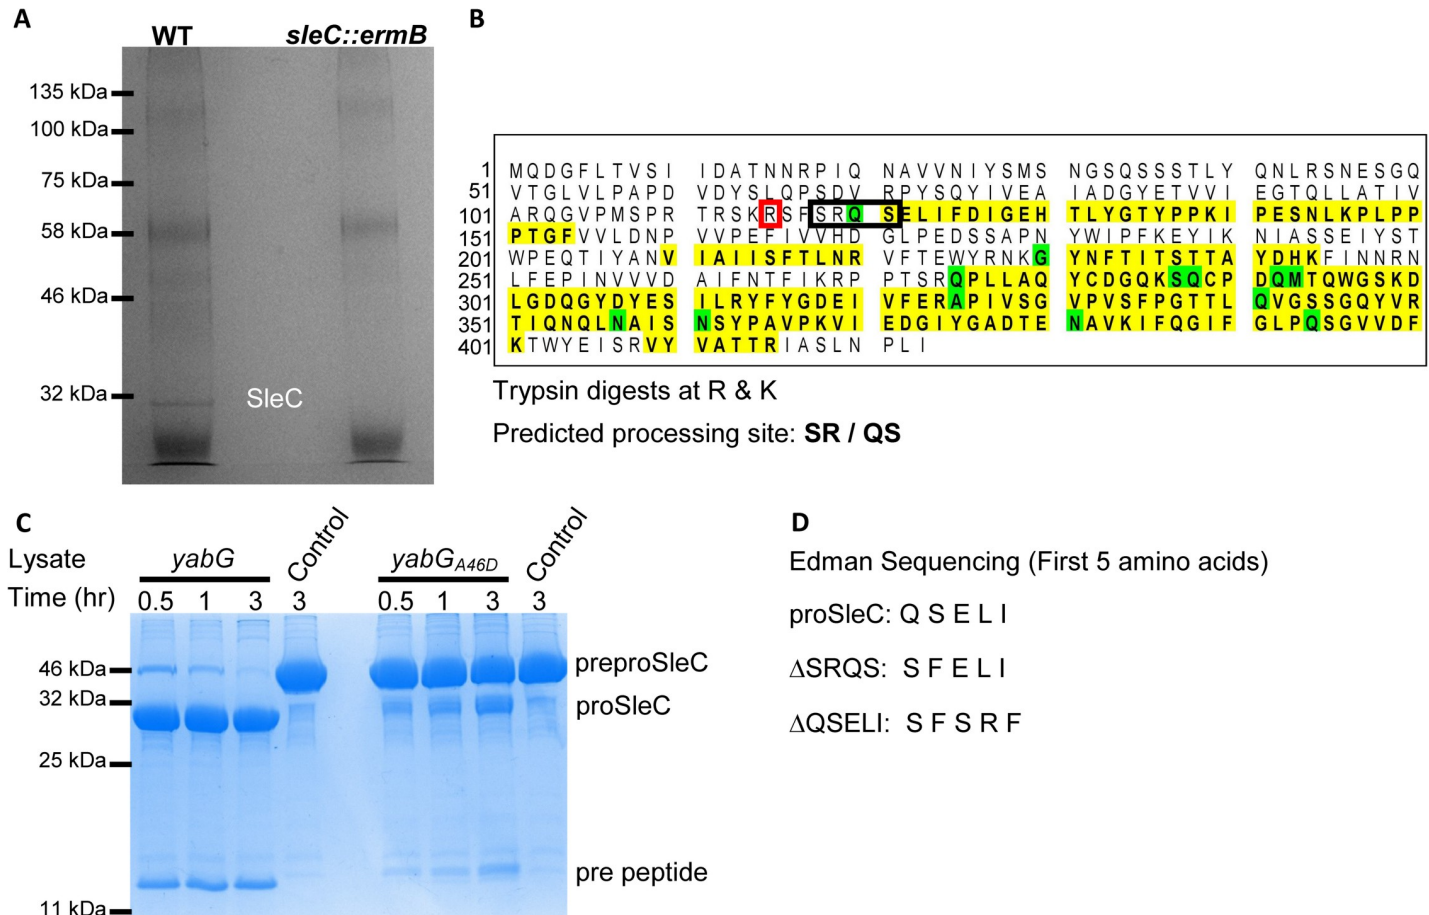 A
WT sleC::ermB
135 kDa
100 kDa
75 kDa
58 kDa
46 kDa
32 kDa
SleC
B
1 MQDGFLTVSI IDATNNRPIQ NAVVNIYSMS NGSQSSSTLY QNLRSNESGQ
51 VTGLVLPAPD VDYSLQPSDV RPYSQYIVEA IADGYETVVI EGTQLLATIV
101 ARQGVPMSPR TRSKRSFSRQ SELIFDIGEH TLYGTYPPKI PESNLKPLPP
151 PTGFVVLDNP VVPEFIVVHD GLPEDSSAPN YWIPFKEYIK NIASSEIYST
201 WPEQTIYANV IAIISFTLNR VFTEWYRNKG YNFTITSTTA YDHKFINNRN
251 LFEPINVVVD AIFNTFIKRP PTSRQPLLAQ YCDGQKSQCP DQMTQWGSKD
301 LGDQGYDYES ILRYFYGDEI VFERAPIVSG VPVSFPGTTL QVGSSGQYVR
351 TIQNQLNAIS NSYPAVPKVI EDGIYGADTE NAVKIFQGIF GLPQSGVVDF
401 KTWYEISRVY VATTRIASLN PLI
Trypsin digests at R & K
Predicted processing site: SR / QS
C
Lysate yabG Control yabGA46D Control
Time (hr) 0.5 1 3 3 0.5 1 3 3
46 kDa
32 kDa
25 kDa
11 kDa
preproSleC
proSleC
pre peptide
D
Edman Sequencing (First 5 amino acids)
proSleC: Q S E L I
∆SRQS: S F E L I
∆QSELI: S F S R F